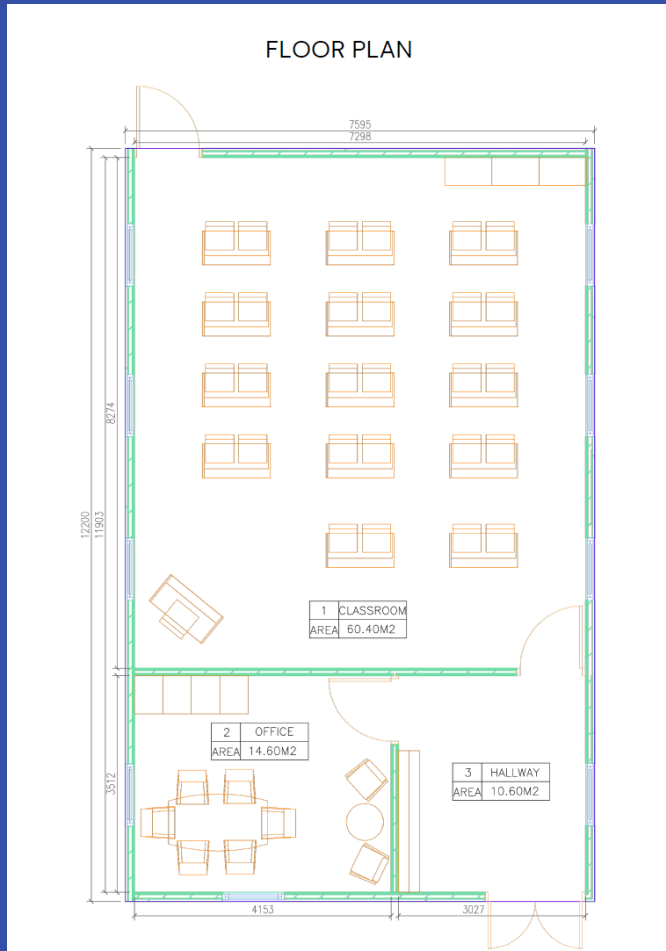 FLOOR PLAN
7595
7298
8274
12200
11903
1 CLASSROOM
AREA 60.40M2
2 OFFICE
AREA 14.60M2
3 HALLWAY
AREA 10.60M2
3512
4153
3027